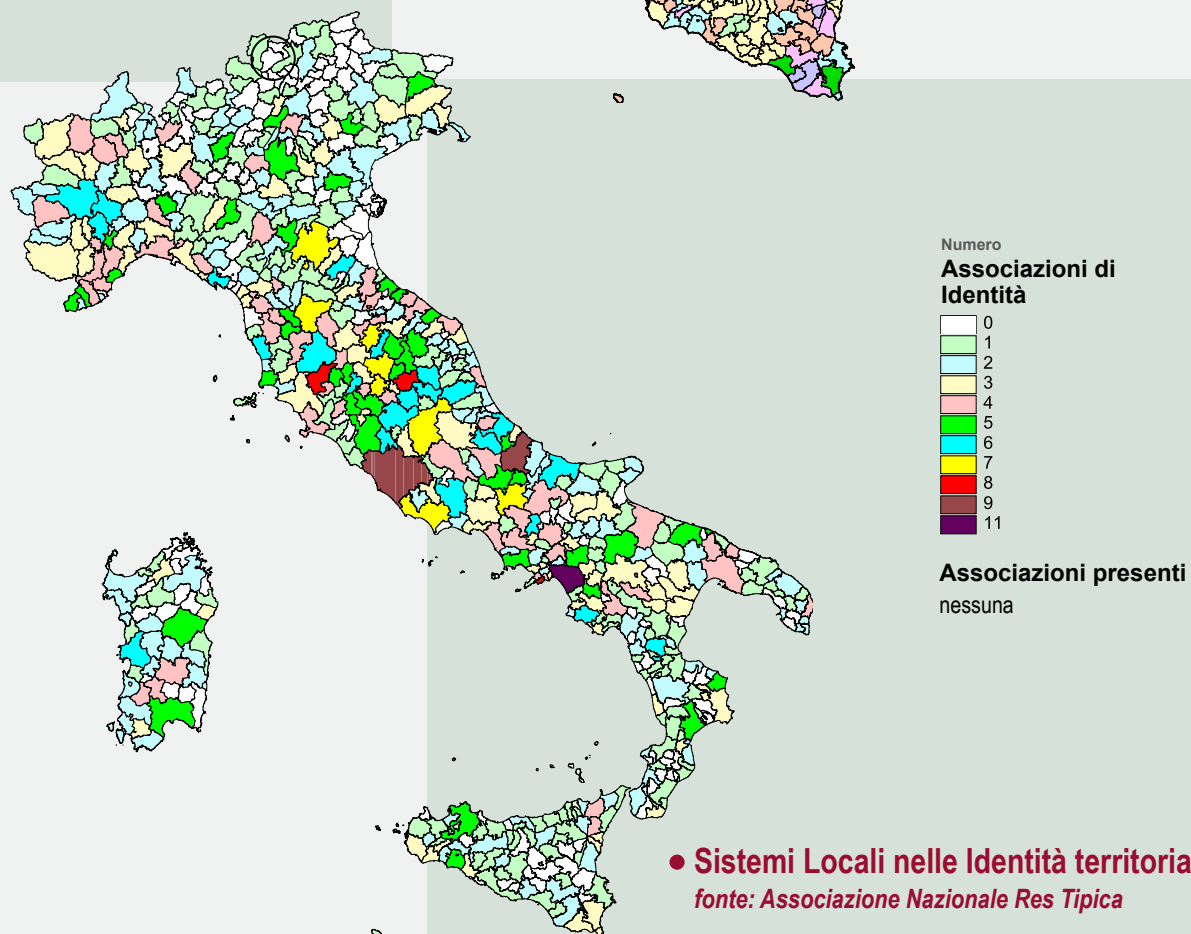 Numero
Associazioni di
Identità
0
1
2
3
4
5
6
7
8
9
11
Associazioni presenti
nessuna
• Sistemi Locali nelle Identità territoria
fonte: Associazione Nazionale Res Tipica